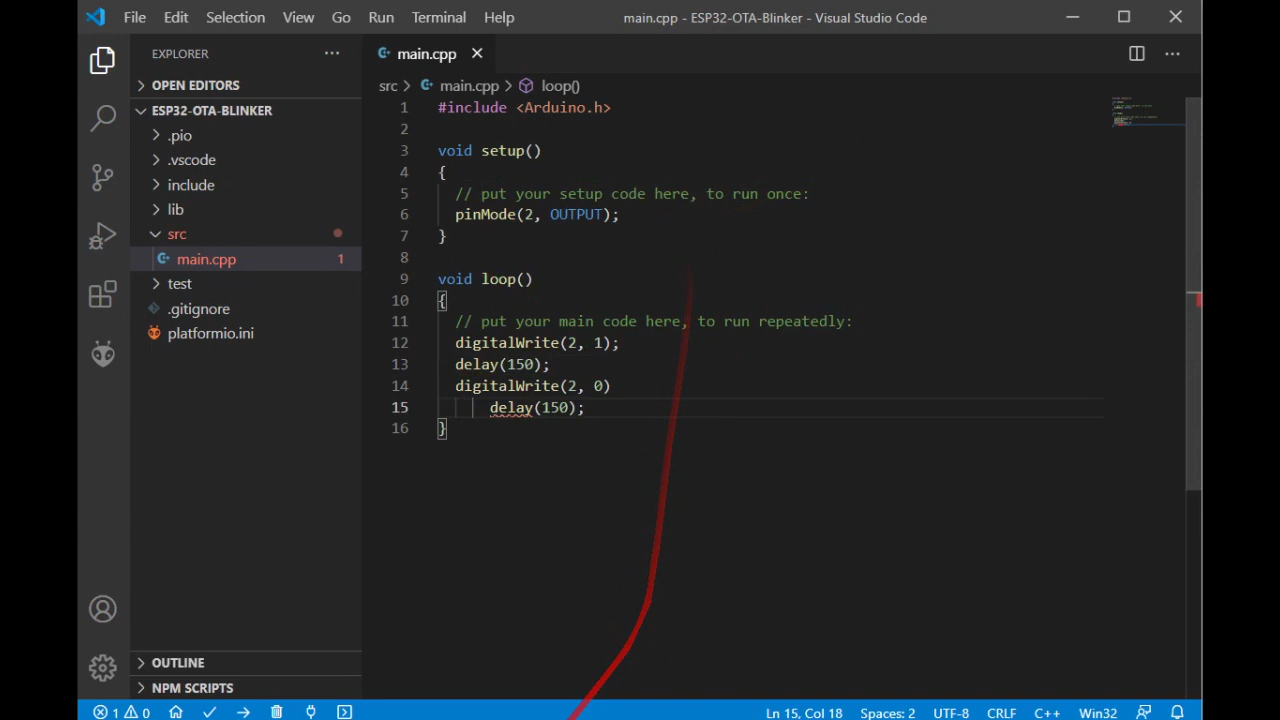 File Edit Selection View Go Run Terminal Help main.cpp - ESP32-OTA-Blinker - Visual Studio Code
EXPLORER
main.cpp
OPEN EDITORS
src > main.cpp > loop()
ESP32-OTA-BLINKER
.pio
.vscode
include
lib
src
main.cpp 1
test
.gitignore
platformio.ini
OUTLINE
NPM SCRIPTS
1 #include <Arduino.h>
2
3 void setup()
4 {
5 // put your setup code here, to run once:
6 pinMode(2, OUTPUT);
7 }
8
9 void loop()
10 {
11 // put your main code here, to run repeatedly:
12 digitalWrite(2, 1);
13 delay(150);
14 digitalWrite(2, 0)
15 delay(150);
16 }
1 0 Ln 15, Col 18 Spaces: 2 UTF-8 CRLF C++ Win32